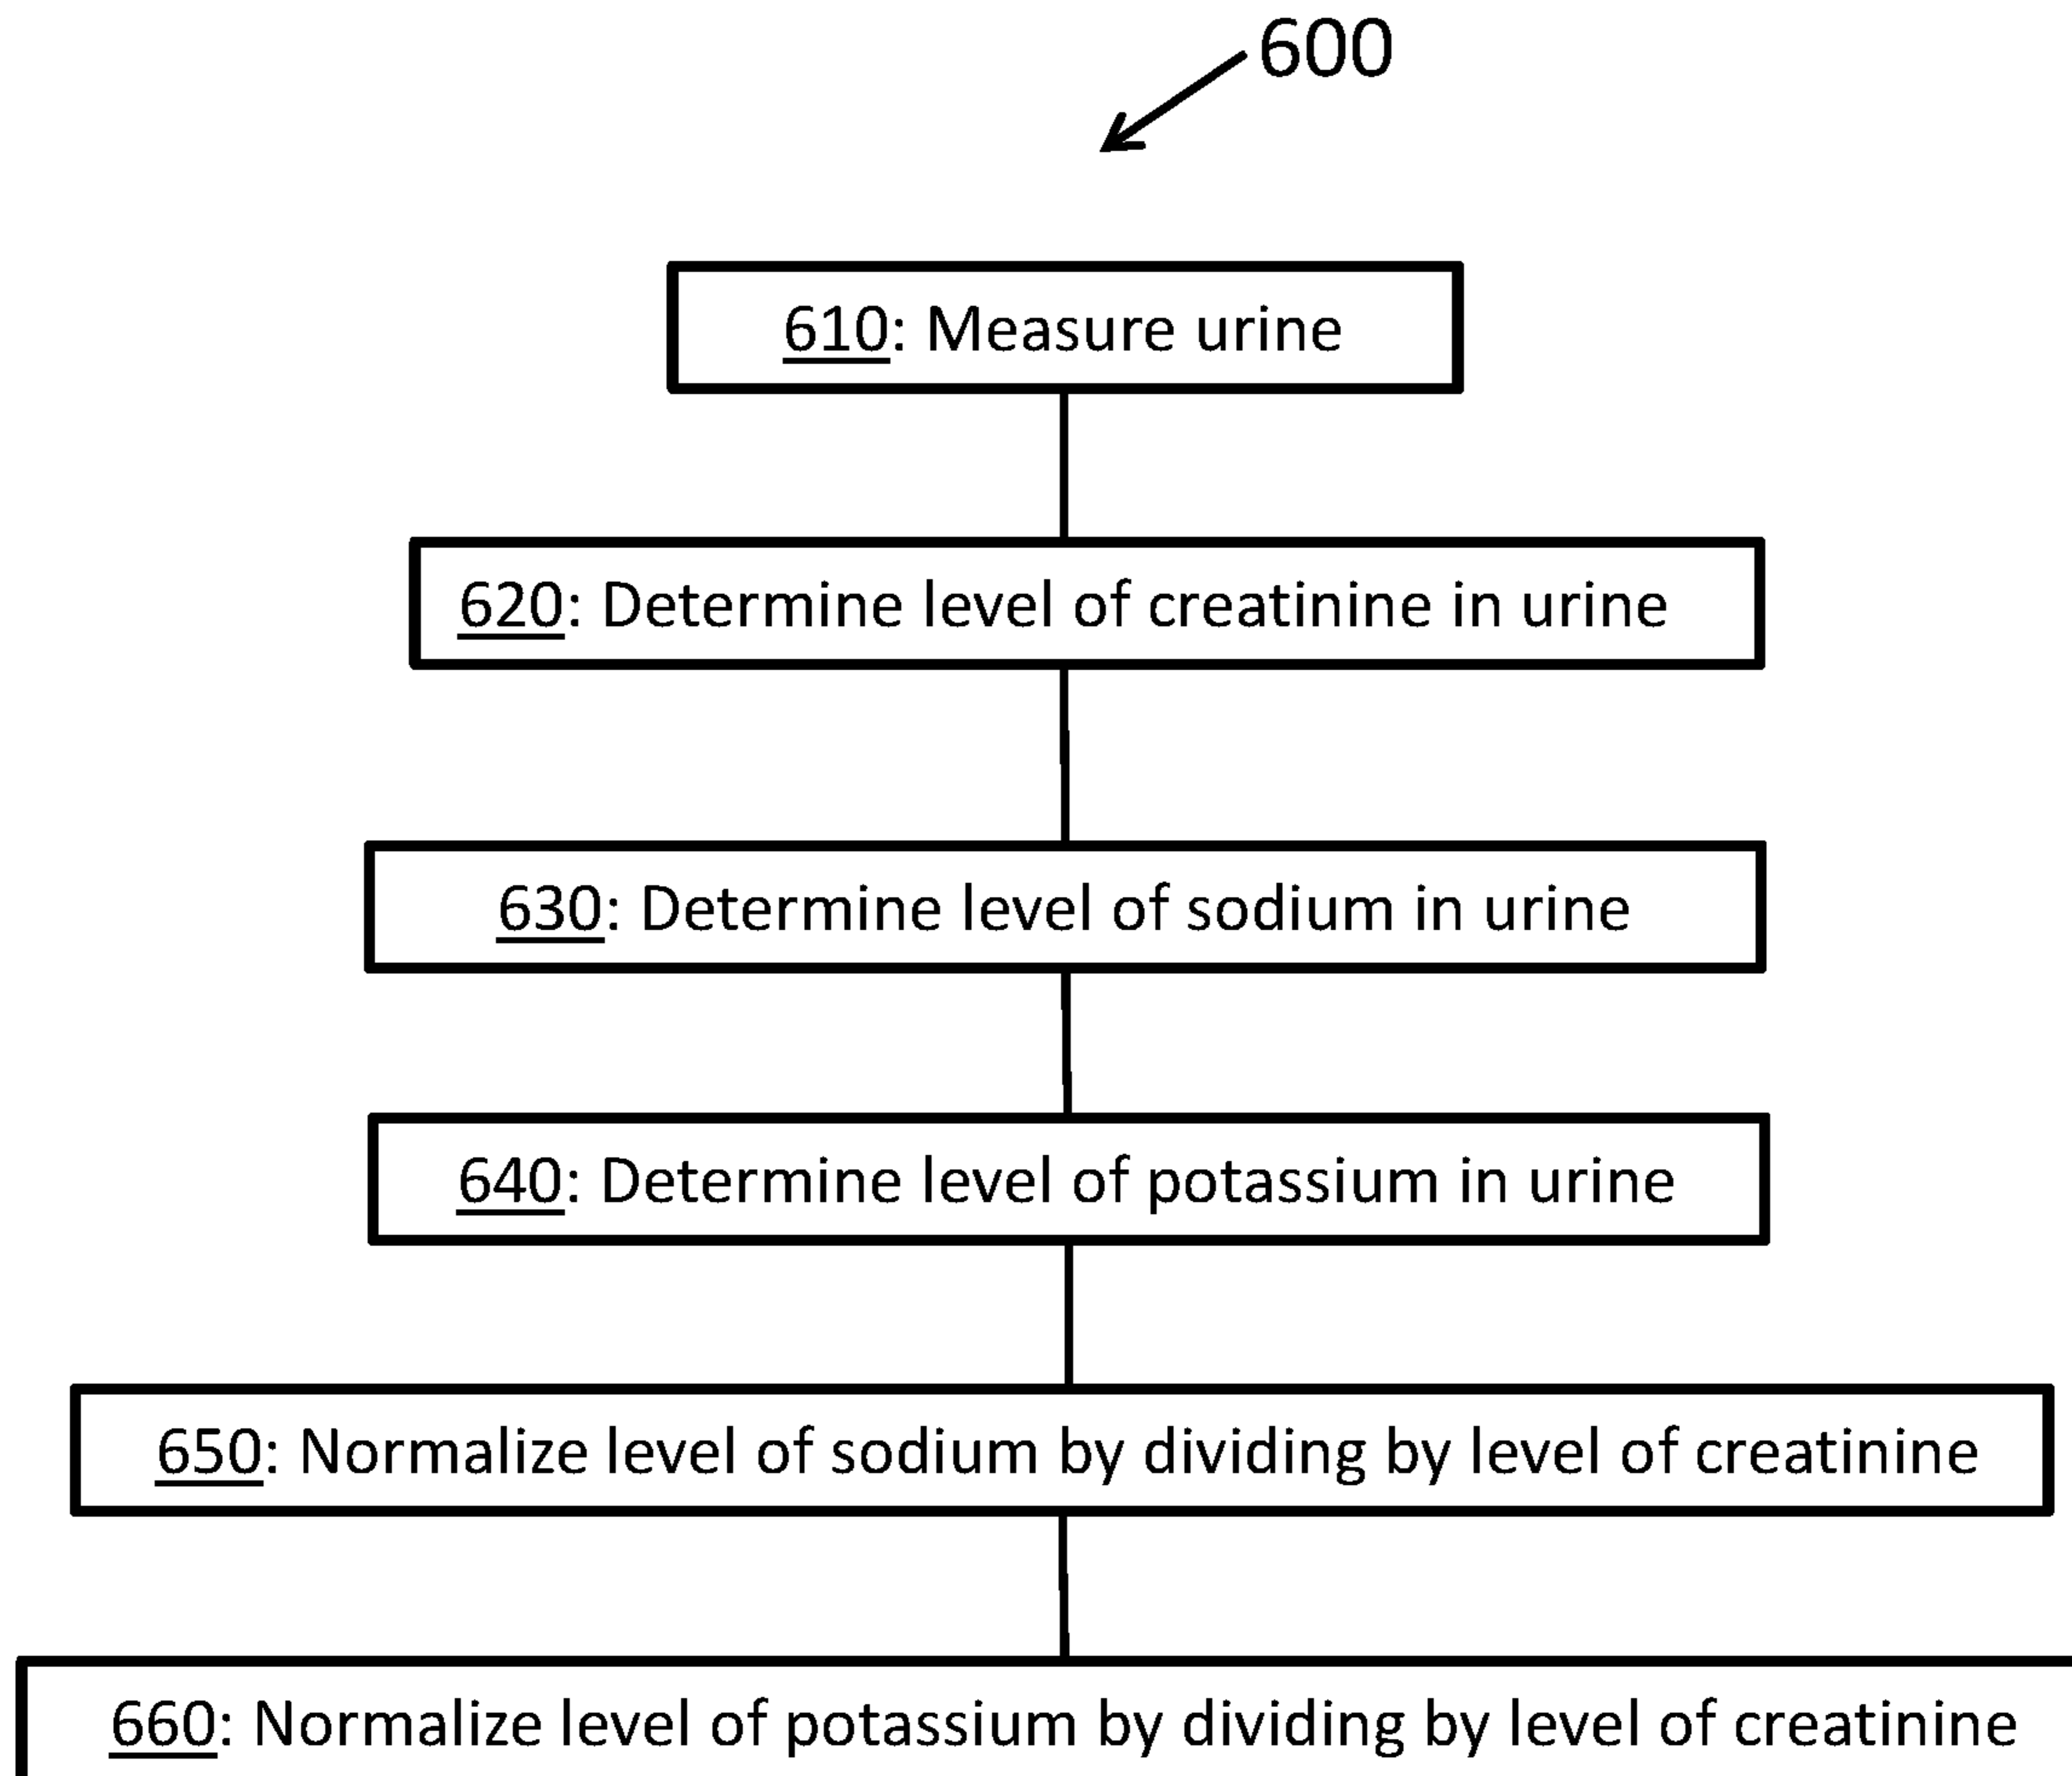 600
610: Measure urine
620: Determine level of creatinine in urine
630: Determine level of sodium in urine
640: Determine level of potassium in urine
650: Normalize level of sodium by dividing by level of creatinine
660: Normalize level of potassium by dividing by level of creatinine